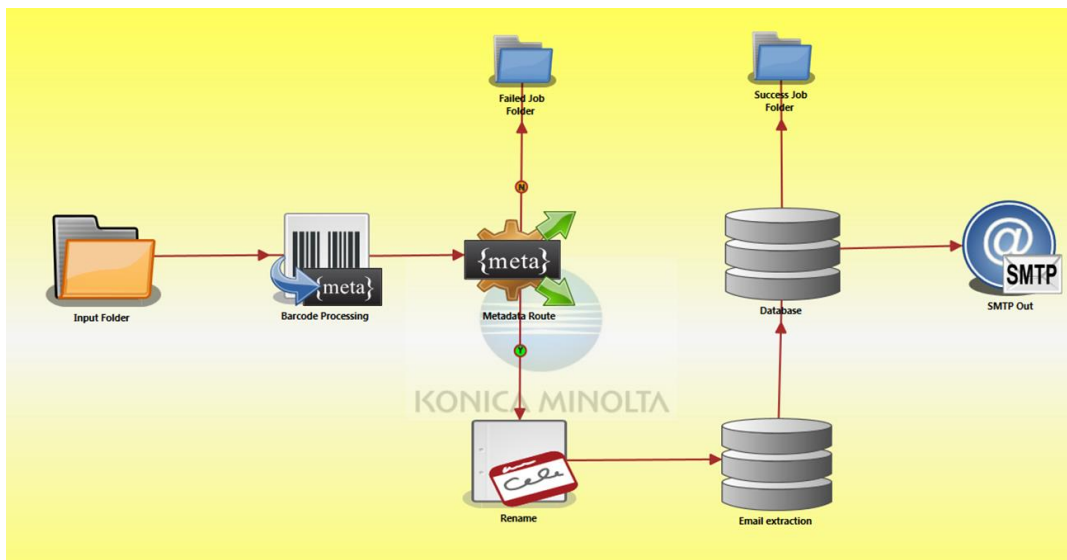 Failed Job
Folder
Success Job
Folder
N
{meta}
{meta}
@
SMTP
Input Folder
Barcode Processing
Metadata Route
Database
SMTP Out
Y
KONICA MINOLTA
Rename
Email extraction